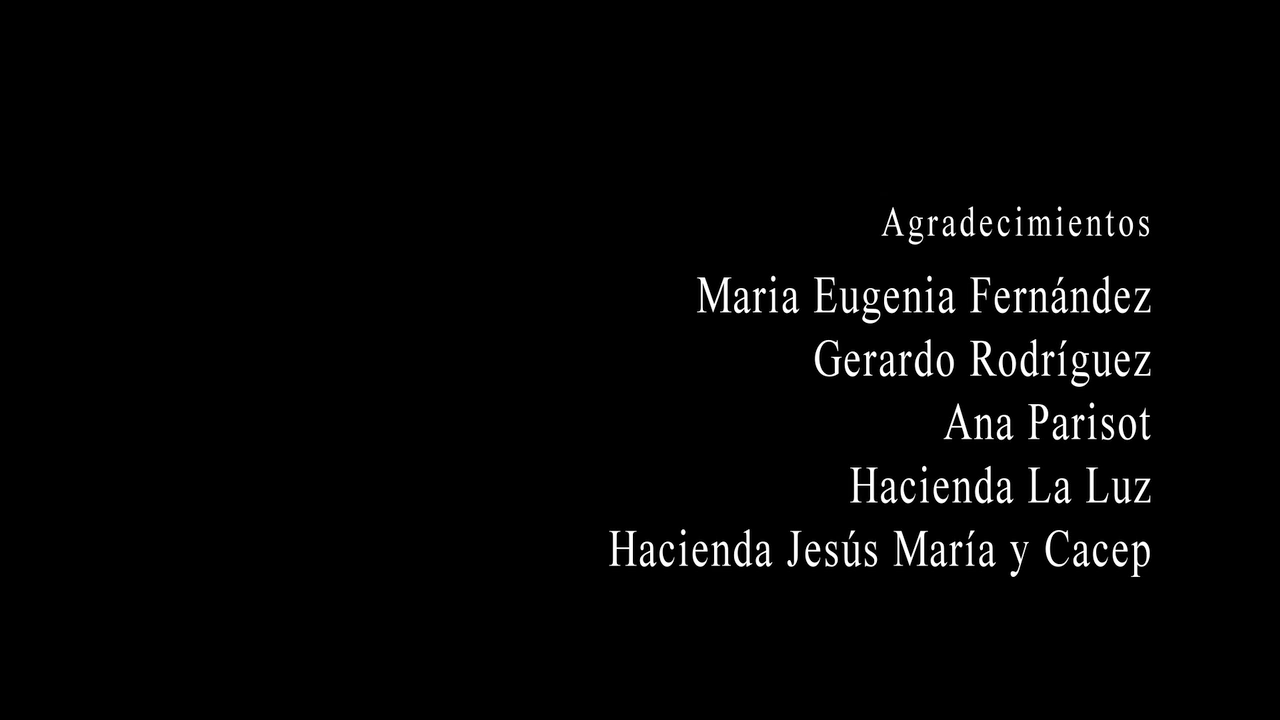 Agradecimientos
Maria Eugenia Fernández
Gerardo Rodríguez
Ana Parisot
Hacienda La Luz
Hacienda Jesús María y Cacep